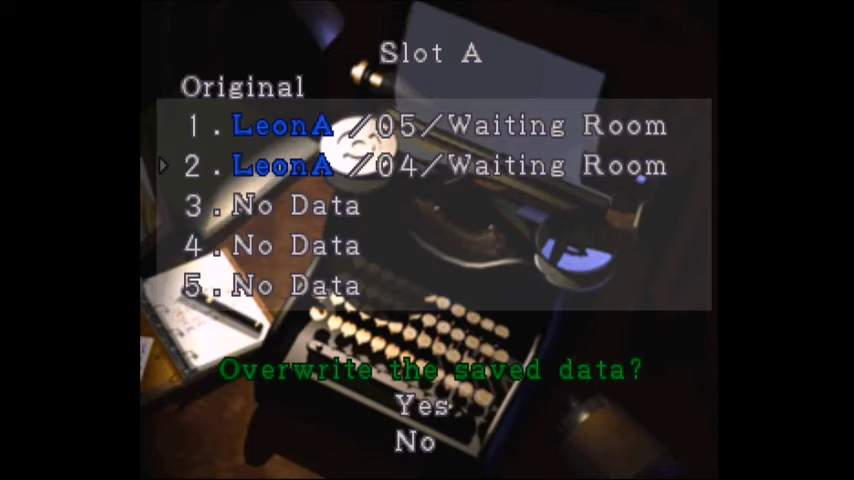 Slot A
Original
1. LeonA /05/Waiting Room
2. LeonA /04/Waiting Room
3. No Data
4. No Data
5. No Data
Overwrite the saved data?
Yes
No